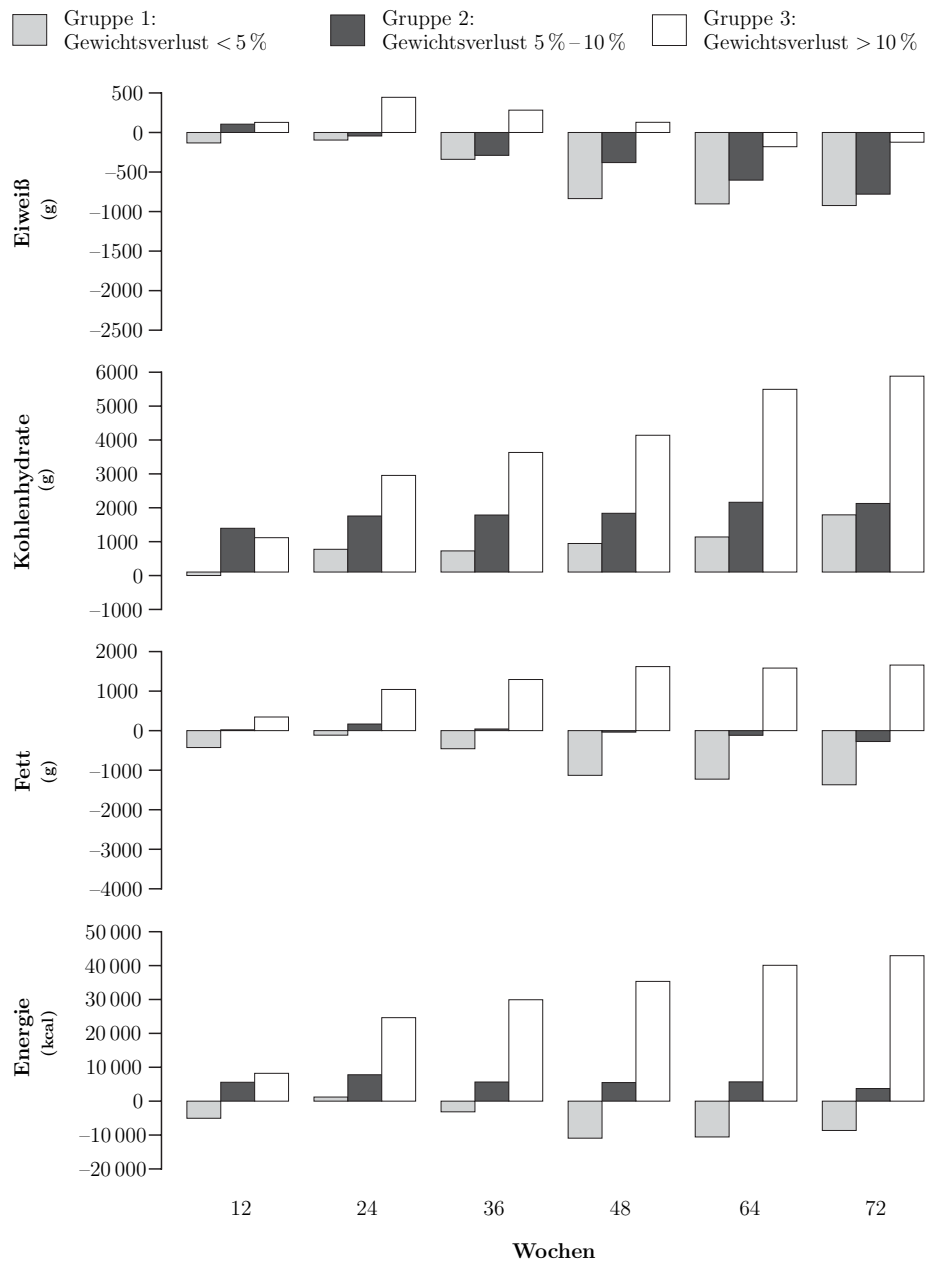 Gruppe 1:
Gewichtsverlust < 5 %
Gruppe 2:
Gewichtsverlust 5 % – 10 %
Gruppe 3:
Gewichtsverlust > 10 %
Eiweiß
(g)
500
0
–500
–1000
–1500
–2000
–2500
Kohlenhydrate
(g)
6000
5000
4000
3000
2000
1000
0
–1000
Fett
(g)
2000
1000
0
–1000
–2000
–3000
–4000
Energie
(kcal)
50 000
40 000
30 000
20 000
10 000
0
–10 000
–20 000
12 24 36 48 64 72
Wochen